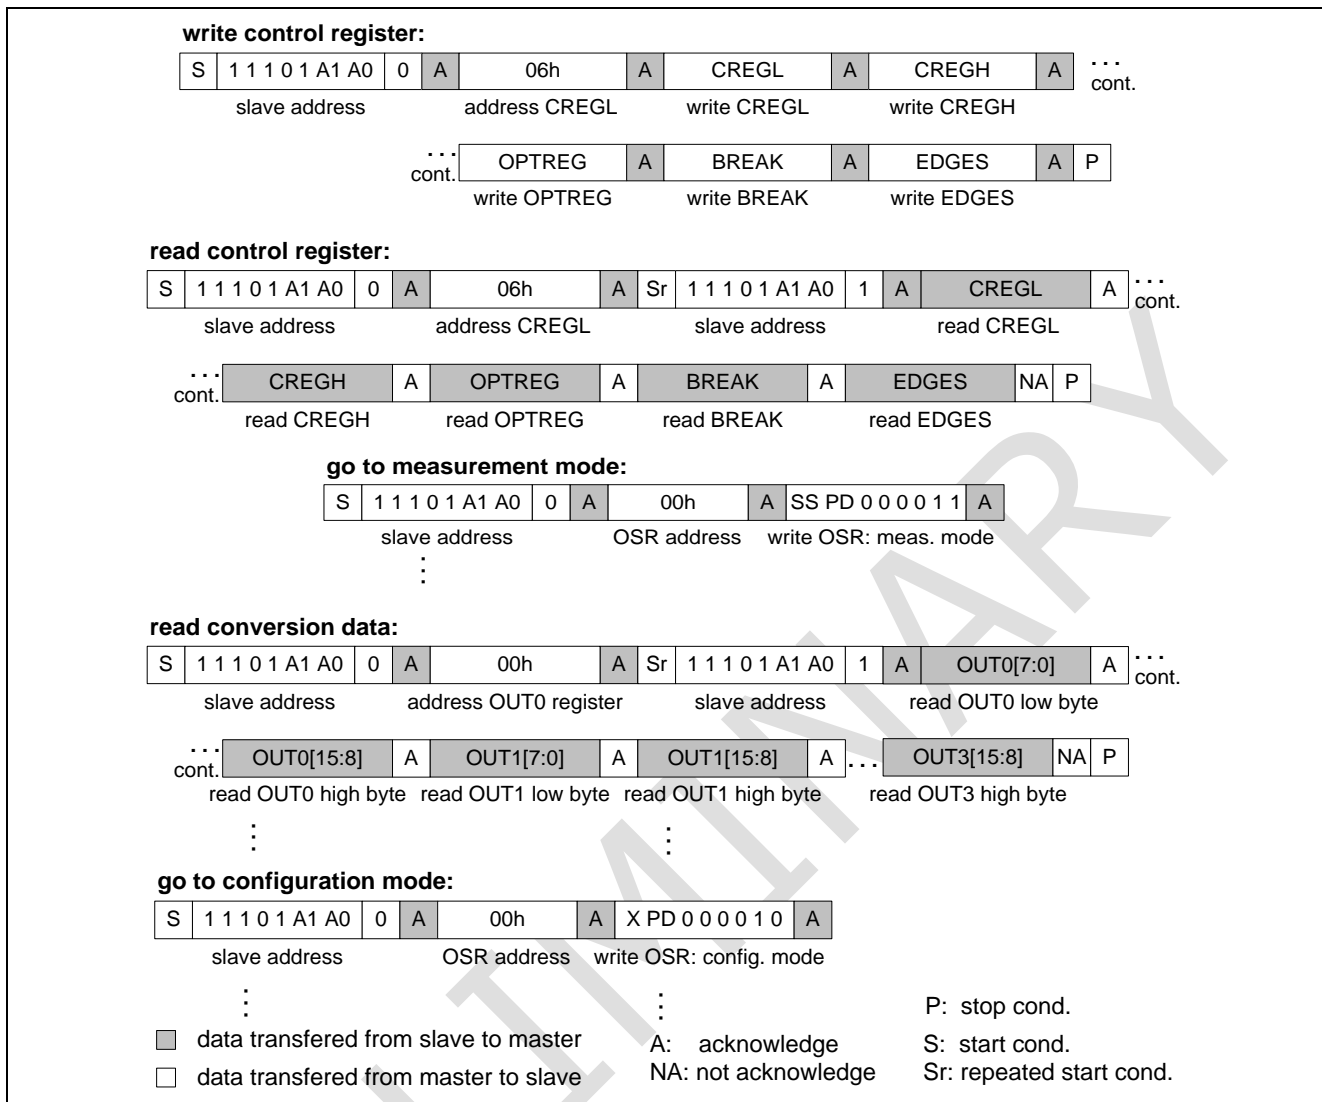 write control register:
S 1 1 1 0 1 A1 A0 0 A 06h A CREGL A CREGH A ...
slave address address CREGL write CREGL write CREGH cont.
... OPTREG A BREAK A EDGES A P
cont. write OPTREG write BREAK write EDGES
read control register:
S 1 1 1 0 1 A1 A0 0 A 06h A Sr 1 1 1 0 1 A1 A0 1 A CREGL A ...
slave address address CREGL slave address read CREGL cont.
... CREGH A OPTREG A BREAK A EDGES NA P
cont. read CREGH read OPTREG read BREAK read EDGES
go to measurement mode:
S 1 1 1 0 1 A1 A0 0 A 00h A SS PD 0 0 0 0 1 1 A
slave address OSR address write OSR: meas. mode
read conversion data:
S 1 1 1 0 1 A1 A0 0 A 00h A Sr 1 1 1 0 1 A1 A0 1 A OUT0[7:0] A ...
slave address address OUT0 register slave address read OUT0 low byte cont.
... OUT0[15:8] A OUT1[7:0] A OUT1[15:8] A ... OUT3[15:8] NA P
cont. read OUT0 high byte read OUT1 low byte read OUT1 high byte read OUT3 high byte
go to configuration mode:
S 1 1 1 0 1 A1 A0 0 A 00h A X PD 0 0 0 0 1 0 A
slave address OSR address write OSR: config. mode
P: stop cond.
data transfered from slave to master A: acknowledge S: start cond.
data transfered from master to slave NA: not acknowledge Sr: repeated start cond.
LIMINARY